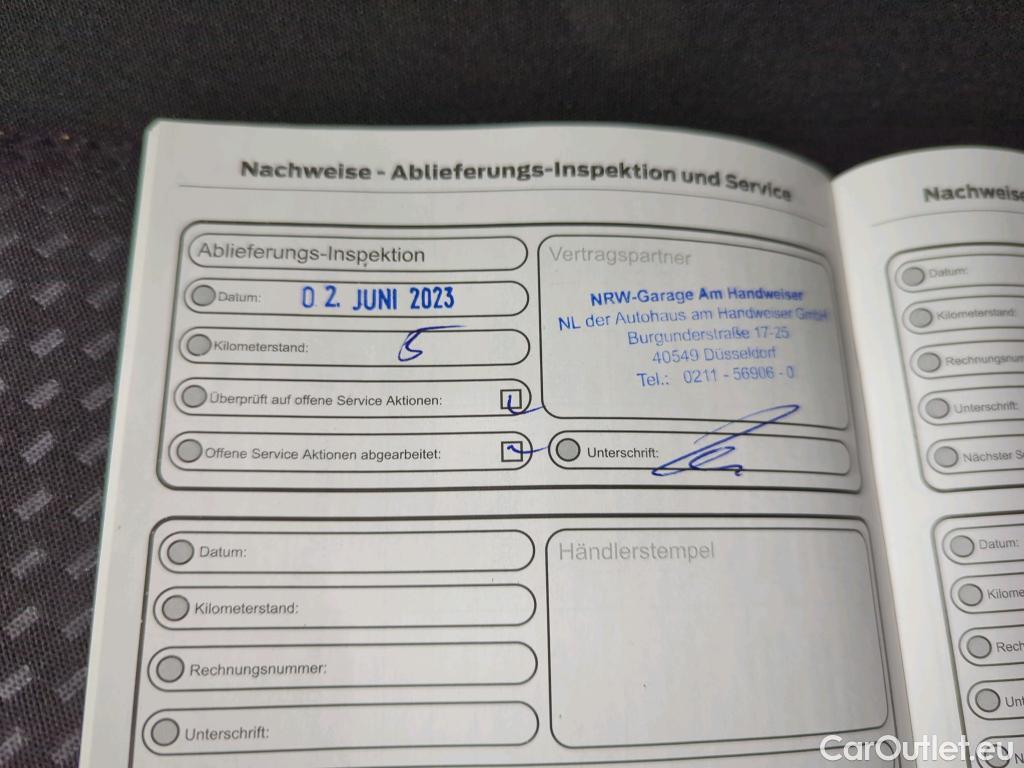 Nachweise - Ablieferungs-Inspektion und Service
Ablieferungs-Inspektion
Datum: 02. JUNI 2023
Kilometerstand: 5
Überprüft auf offene Service Aktionen:
Offene Service Aktionen abgearbeitet:
Vertragspartner
NRW-Garage Am Handweiser
NL der Autohaus am Handweiser GmbH
Burgunderstraße 17-25
40549 Düsseldorf
Tel.: 0211 - 56906 - 0
Unterschrift:
Datum:
Kilometerstand:
Rechnungsnummer:
Unterschrift:
Händlerstempel
Nachweise
Datum:
Kilometerstand:
Rechnungsnum
Unterschrift:
Nächster S
Datum:
Kilome
Rech
Unt
N
CarOutlet.eu